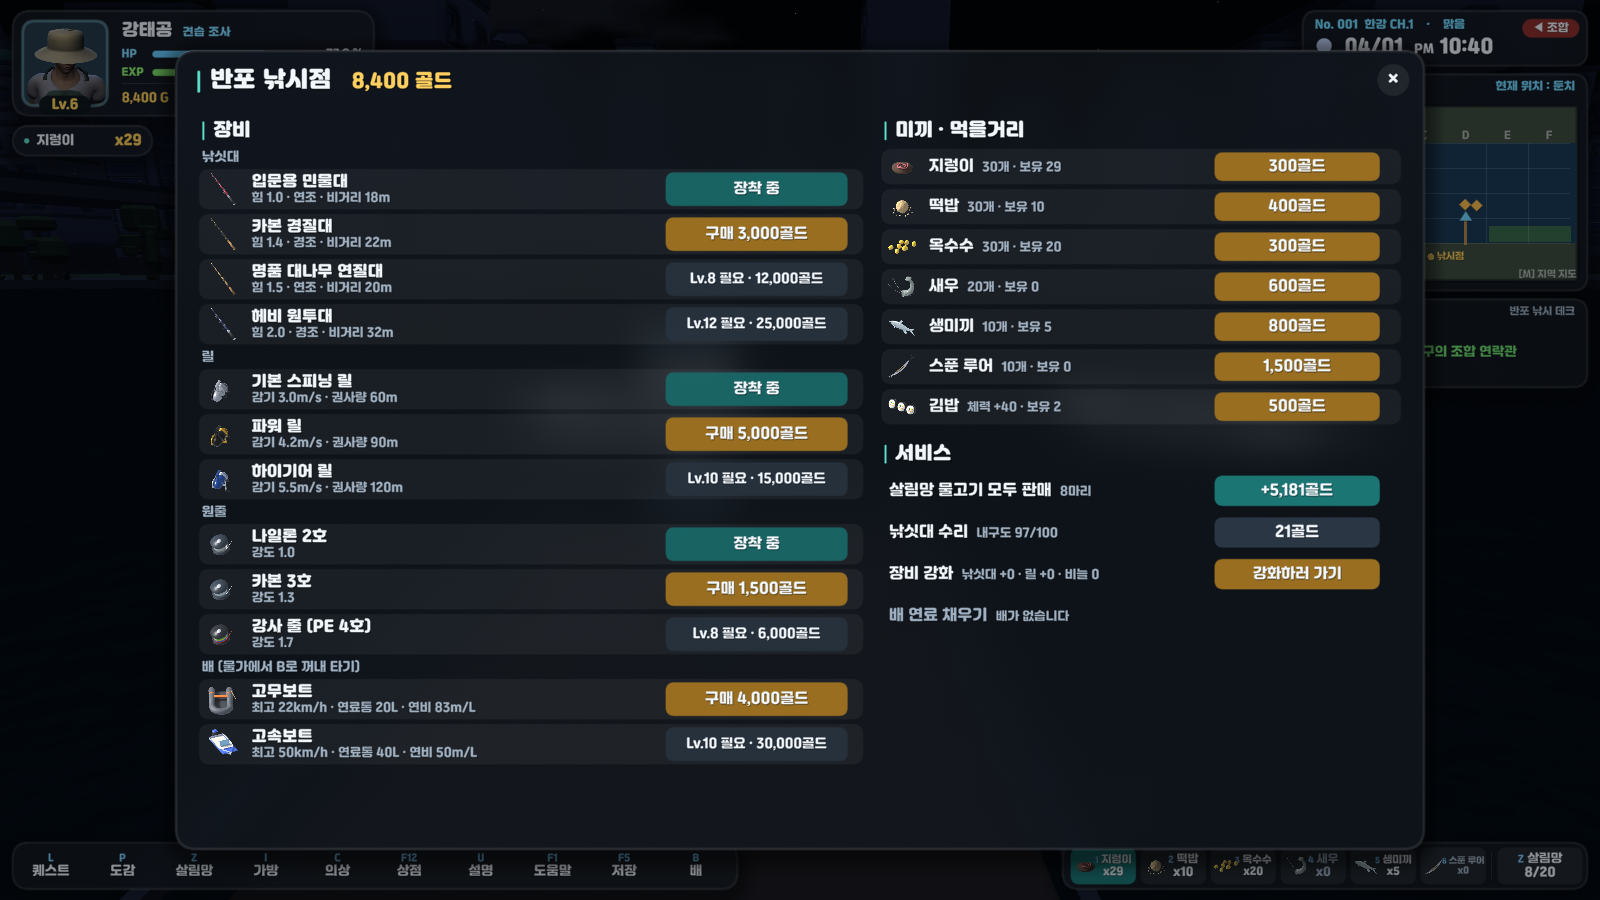 강태공 견습 조사
HP
EXP
Lv.6
8,400 G
지렁이 x29
No. 001 한강 CH.1 · 맑음
04/01 PM 10:40
◀ 조합
현재 위치 : 둔치
D E F
낚시점
[M] 지역 지도
반포 낚시 데크
구의 조합 연락관
반포 낚시점 8,400 골드
×
장비
낚싯대
입문용 민물대
힘 1.0 · 연조 · 비거리 18m
장착 중
카본 경질대
힘 1.4 · 경조 · 비거리 22m
구매 3,000골드
명품 대나무 연질대
힘 1.5 · 연조 · 비거리 20m
Lv.8 필요 · 12,000골드
헤비 원투대
힘 2.0 · 경조 · 비거리 32m
Lv.12 필요 · 25,000골드
릴
기본 스피닝 릴
감기 3.0m/s · 권사량 60m
장착 중
파워 릴
감기 4.2m/s · 권사량 90m
구매 5,000골드
하이기어 릴
감기 5.5m/s · 권사량 120m
Lv.10 필요 · 15,000골드
원줄
나일론 2호
강도 1.0
장착 중
카본 3호
강도 1.3
구매 1,500골드
강사 줄 (PE 4호)
강도 1.7
Lv.8 필요 · 6,000골드
배 (물가에서 B로 꺼내 타기)
고무보트
최고 22km/h · 연료통 20L · 연비 83m/L
구매 4,000골드
고속보트
최고 50km/h · 연료통 40L · 연비 50m/L
Lv.10 필요 · 30,000골드
미끼 · 먹을거리
지렁이 30개 · 보유 29 300골드
떡밥 30개 · 보유 10 400골드
옥수수 30개 · 보유 20 300골드
새우 20개 · 보유 0 600골드
생미끼 10개 · 보유 5 800골드
스푼 루어 10개 · 보유 0 1,500골드
김밥 체력 +40 · 보유 2 500골드
서비스
살림망 물고기 모두 판매 8마리 +5,181골드
낚싯대 수리 내구도 97/100 21골드
장비 강화 낚싯대 +0 · 릴 +0 · 비늘 0 강화하러 가기
배 연료 채우기 배가 없습니다
L 퀘스트
P 도감
Z 살림망
I 가방
C 의상
F12 상점
U 설명
F1 도움말
F5 저장
B 배
1 지렁이 x29
2 떡밥 x10
3 옥수수 x20
4 새우 x0
5 생미끼 x5
6 스푼 루어 x0
Z 살림망 8/20